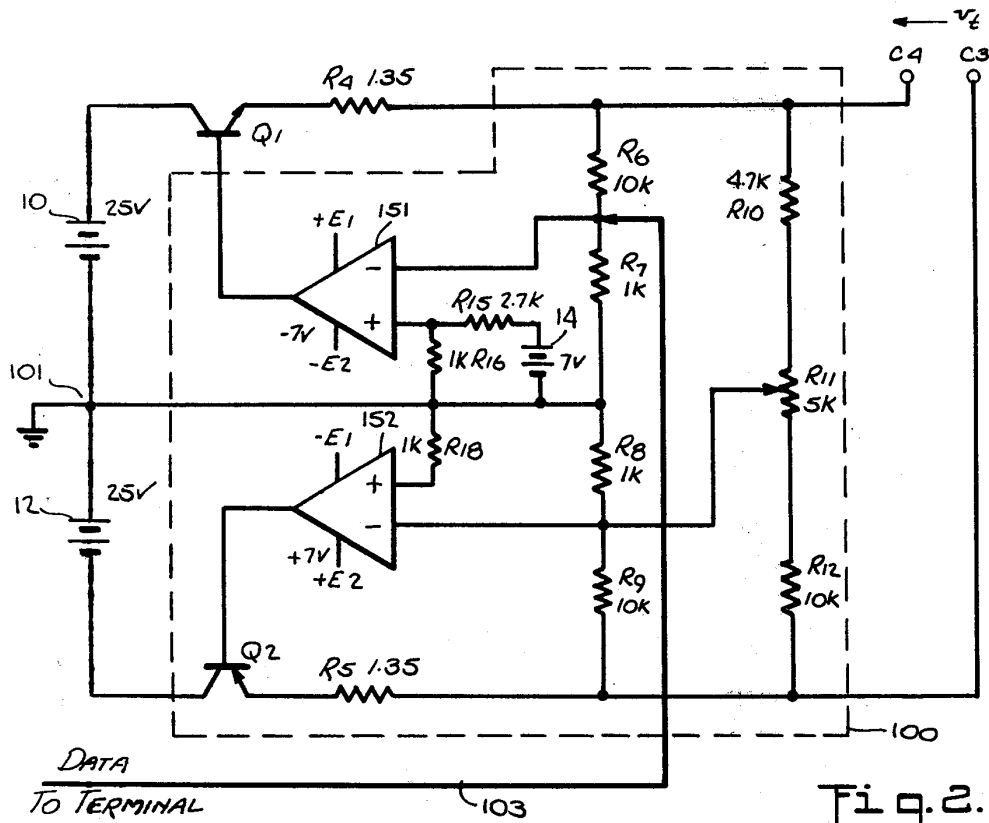 v_t
C4 C3
R4 1.35
Q1
R6
10K
4.7K
R10
10 25V
+E1
151
−
R15 2.7K
R7
1K
14
+
-7V
-E2
1K R16
7V
101
R11
5K
-E1
152
1K R18
R8
1K
25V
12
+
−
+7V
+E2
R9
10K
R12
10K
Q2
R5 1.35
100
DATA
TO TERMINAL
103
Fig. 2.